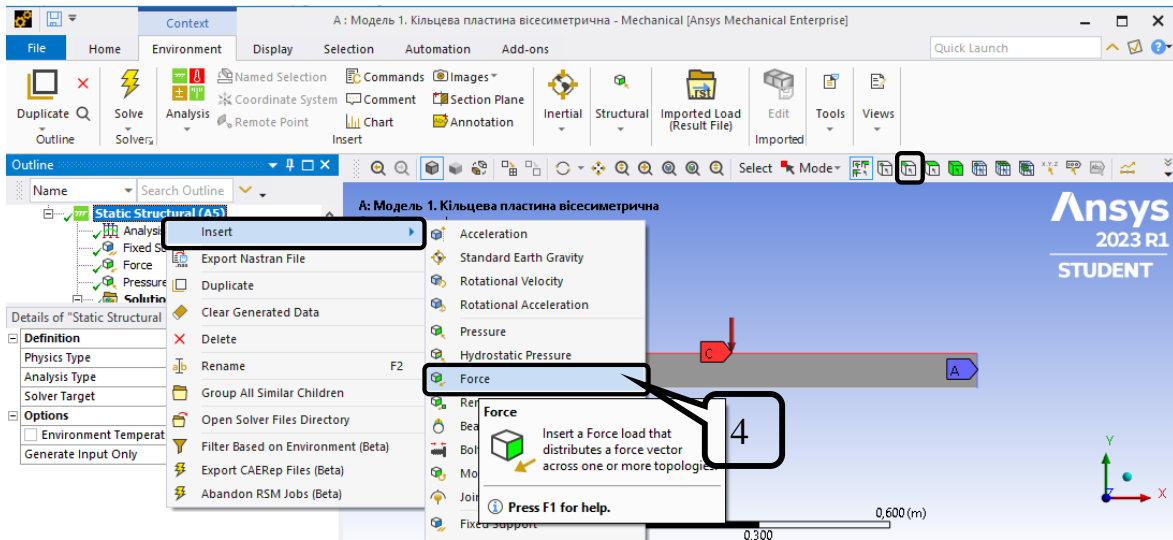 Context
A : Модель 1. Кільцева пластина вісесиметрична - Mechanical [Ansys Mechanical Enterprise]
File Home Environment Display Selection Automation Add-ons Quick Launch
Duplicate
Outline
Solve
Solver
Analysis
Named Selection
Coordinate System
Remote Point
Commands
Comment
Chart
Images
Section Plane
Annotation
Insert
Inertial
Structural
Imported Load
(Result File)
Edit
Imported
Tools
Views
Outline
Select Mode
Name Search Outline
Static Structural (A5)
Analysis
Fixed S
Force
Pressure
Solutio
Details of "Static Structural
Definition
Physics Type
Analysis Type
Solver Target
Options
Environment Temperat
Generate Input Only
Insert
Export Nastran File
Duplicate
Clear Generated Data
Delete
Rename F2
Group All Similar Children
Open Solver Files Directory
Filter Based on Environment (Beta)
Export CAERep Files (Beta)
Abandon RSM Jobs (Beta)
Acceleration
Standard Earth Gravity
Rotational Velocity
Rotational Acceleration
Pressure
Hydrostatic Pressure
Force
Rer
Bea
Bol
Mo
Join
Fixed Support
Force
Insert a Force load that
distributes a force vector
across one or more topologies.
Press F1 for help.
4
A: Модель 1. Кільцева пластина вісесиметрична
Ansys
2023 R1
STUDENT
C
A
Y
X
Z
0,300
0,600 (m)